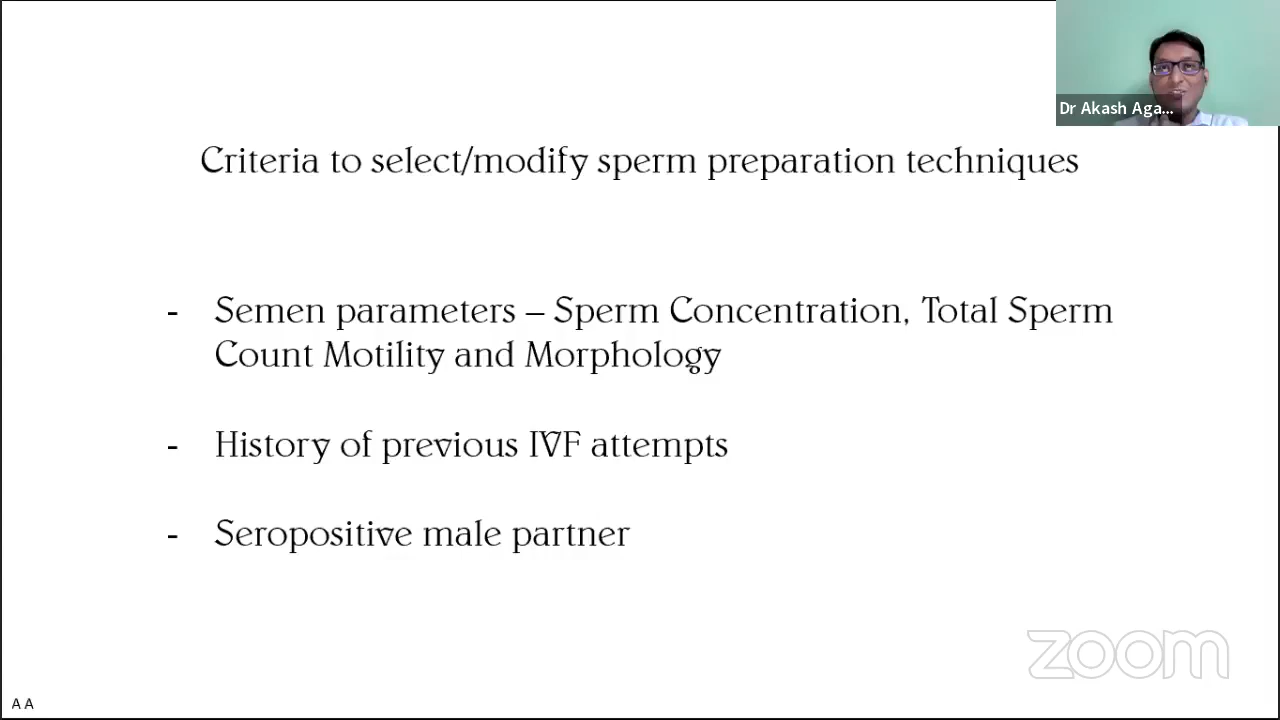 Dr Akash Aga...
Criteria to select/modify sperm preparation techniques
- Semen parameters – Sperm Concentration, Total Sperm
Count Motility and Morphology
- History of previous IVF attempts
- Seropositive male partner
zoom
A A